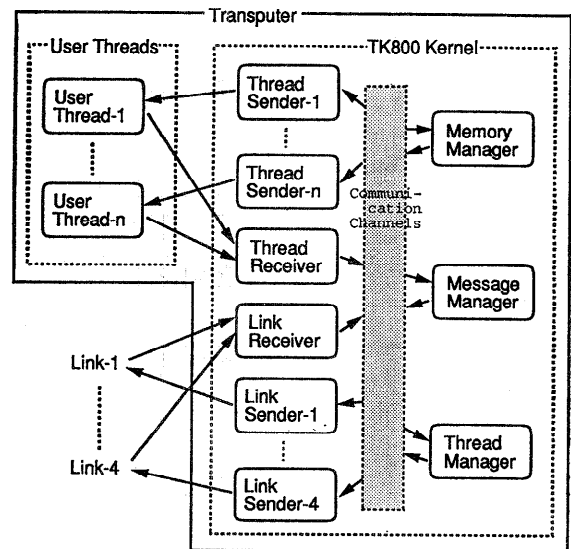 Transputer
User Threads
TK800 Kernel
User
Thread-1
User
Thread-n
Thread
Sender-1
Thread
Sender-n
Thread
Receiver
Link
Receiver
Link
Sender-1
Link
Sender-4
Link-1
Link-4
Communi-
cation
Channels
Memory
Manager
Message
Manager
Thread
Manager